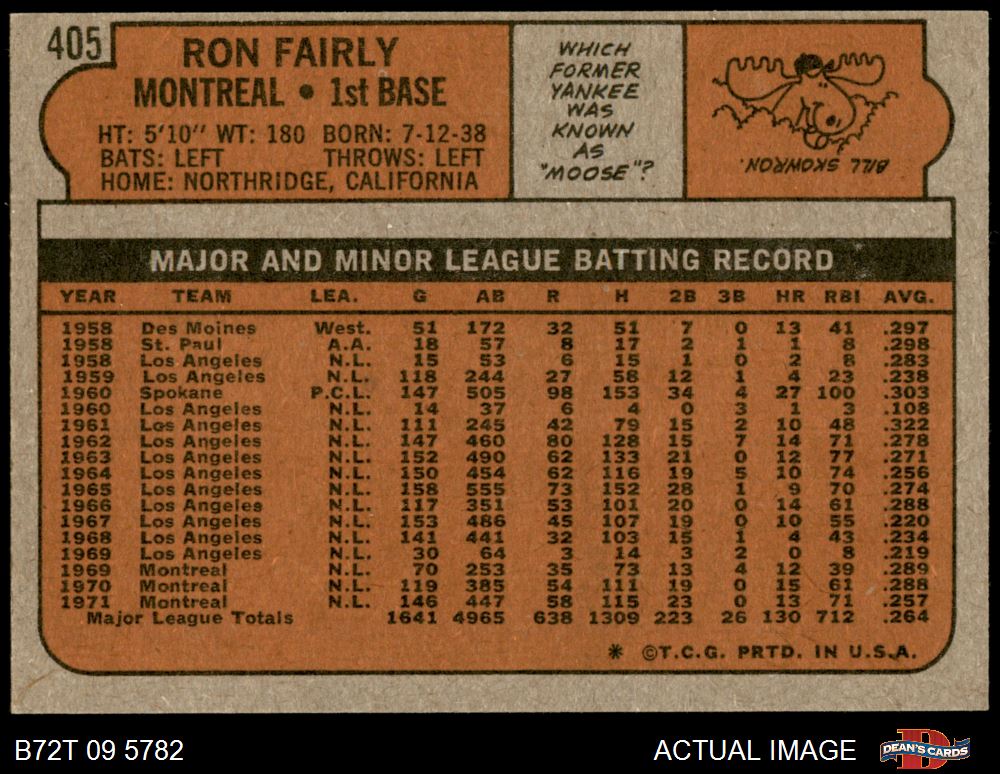 405
RON FAIRLY
MONTREAL • 1st BASE
HT: 5'10" WT: 180 BORN: 7-12-38
BATS: LEFT THROWS: LEFT
HOME: NORTHRIDGE, CALIFORNIA
WHICH
FORMER
YANKEE
WAS
KNOWN
AS
"MOOSE"?
BILL SKOWRON.
MAJOR AND MINOR LEAGUE BATTING RECORD
YEAR TEAM LEA. G AB R H 2B 3B HR RBI AVG.
1958 Des Moines West. 51 172 32 51 7 0 13 41 .297
1958 St. Paul A.A. 18 57 8 17 2 1 1 8 .298
1958 Los Angeles N.L. 15 53 6 15 1 0 2 8 .283
1959 Los Angeles N.L. 118 244 27 58 12 1 4 23 .238
1960 Spokane P.C.L. 147 505 98 153 34 4 27 100 .303
1960 Los Angeles N.L. 14 37 6 4 0 3 1 3 .108
1961 Los Angeles N.L. 111 245 42 79 15 2 10 48 .322
1962 Los Angeles N.L. 147 460 80 128 15 7 14 71 .278
1963 Los Angeles N.L. 152 490 62 133 21 0 12 77 .271
1964 Los Angeles N.L. 150 454 62 116 19 5 10 74 .256
1965 Los Angeles N.L. 158 555 73 152 28 1 9 70 .274
1966 Los Angeles N.L. 117 351 53 101 20 0 14 61 .288
1967 Los Angeles N.L. 153 486 45 107 19 0 10 55 .220
1968 Los Angeles N.L. 141 441 32 103 15 1 4 43 .234
1969 Los Angeles N.L. 30 64 3 14 3 2 0 8 .219
1969 Montreal N.L. 70 253 35 73 13 4 12 39 .289
1970 Montreal N.L. 119 385 54 111 19 0 15 61 .288
1971 Montreal N.L. 146 447 58 115 23 0 13 71 .257
Major League Totals 1641 4965 638 1309 223 26 130 712 .264
* ©T.C.G. PRTD. IN U.S.A.
B72T 09 5782 ACTUAL IMAGE DEAN'S CARDS